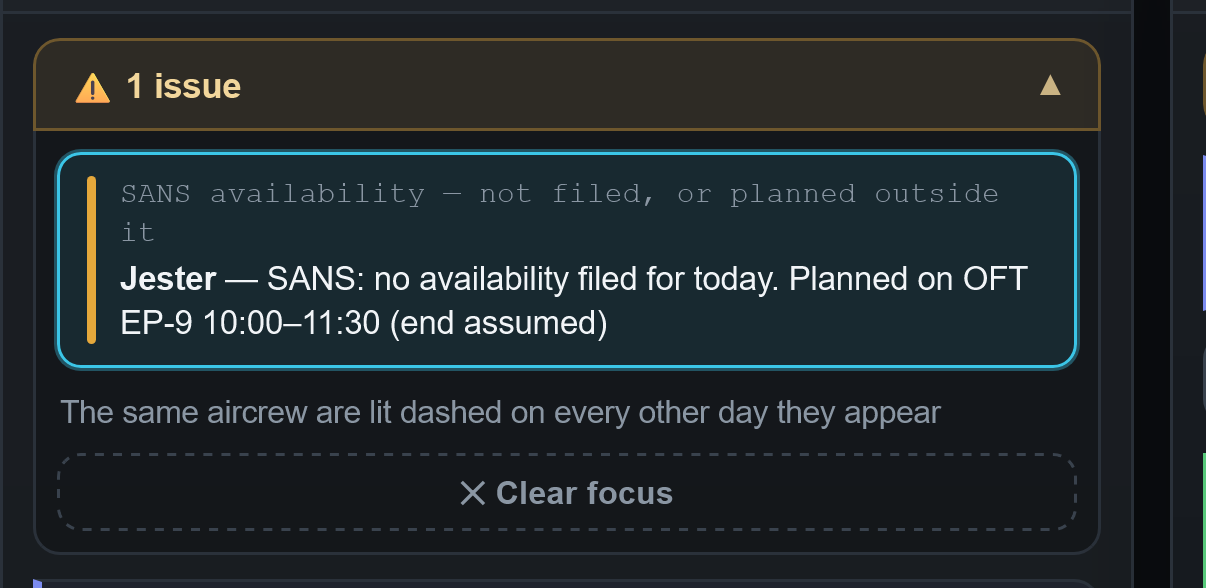 ⚠️ 1 issue ▲
SANS availability — not filed, or planned outside
it
Jester — SANS: no availability filed for today. Planned on OFT
EP-9 10:00–11:30 (end assumed)
The same aircrew are lit dashed on every other day they appear
✕ Clear focus